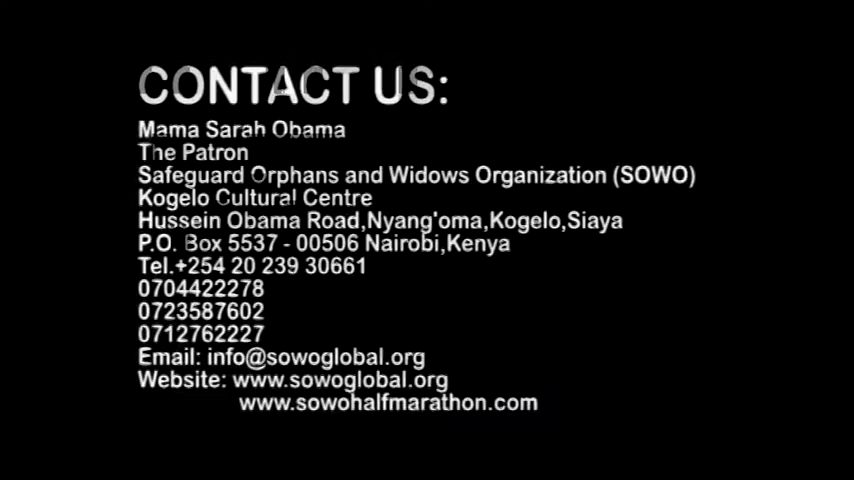 CONTACT US:
Mama Sarah Obama
The Patron
Safeguard Orphans and Widows Organization (SOWO)
Kogelo Cultural Centre
Hussein Obama Road,Nyang'oma,Kogelo,Siaya
P.O. Box 5537 - 00506 Nairobi,Kenya
Tel.+254 20 239 30661
0704422278
0723587602
0712762227
Email: info@sowoglobal.org
Website: www.sowoglobal.org
www.sowohalfmarathon.com